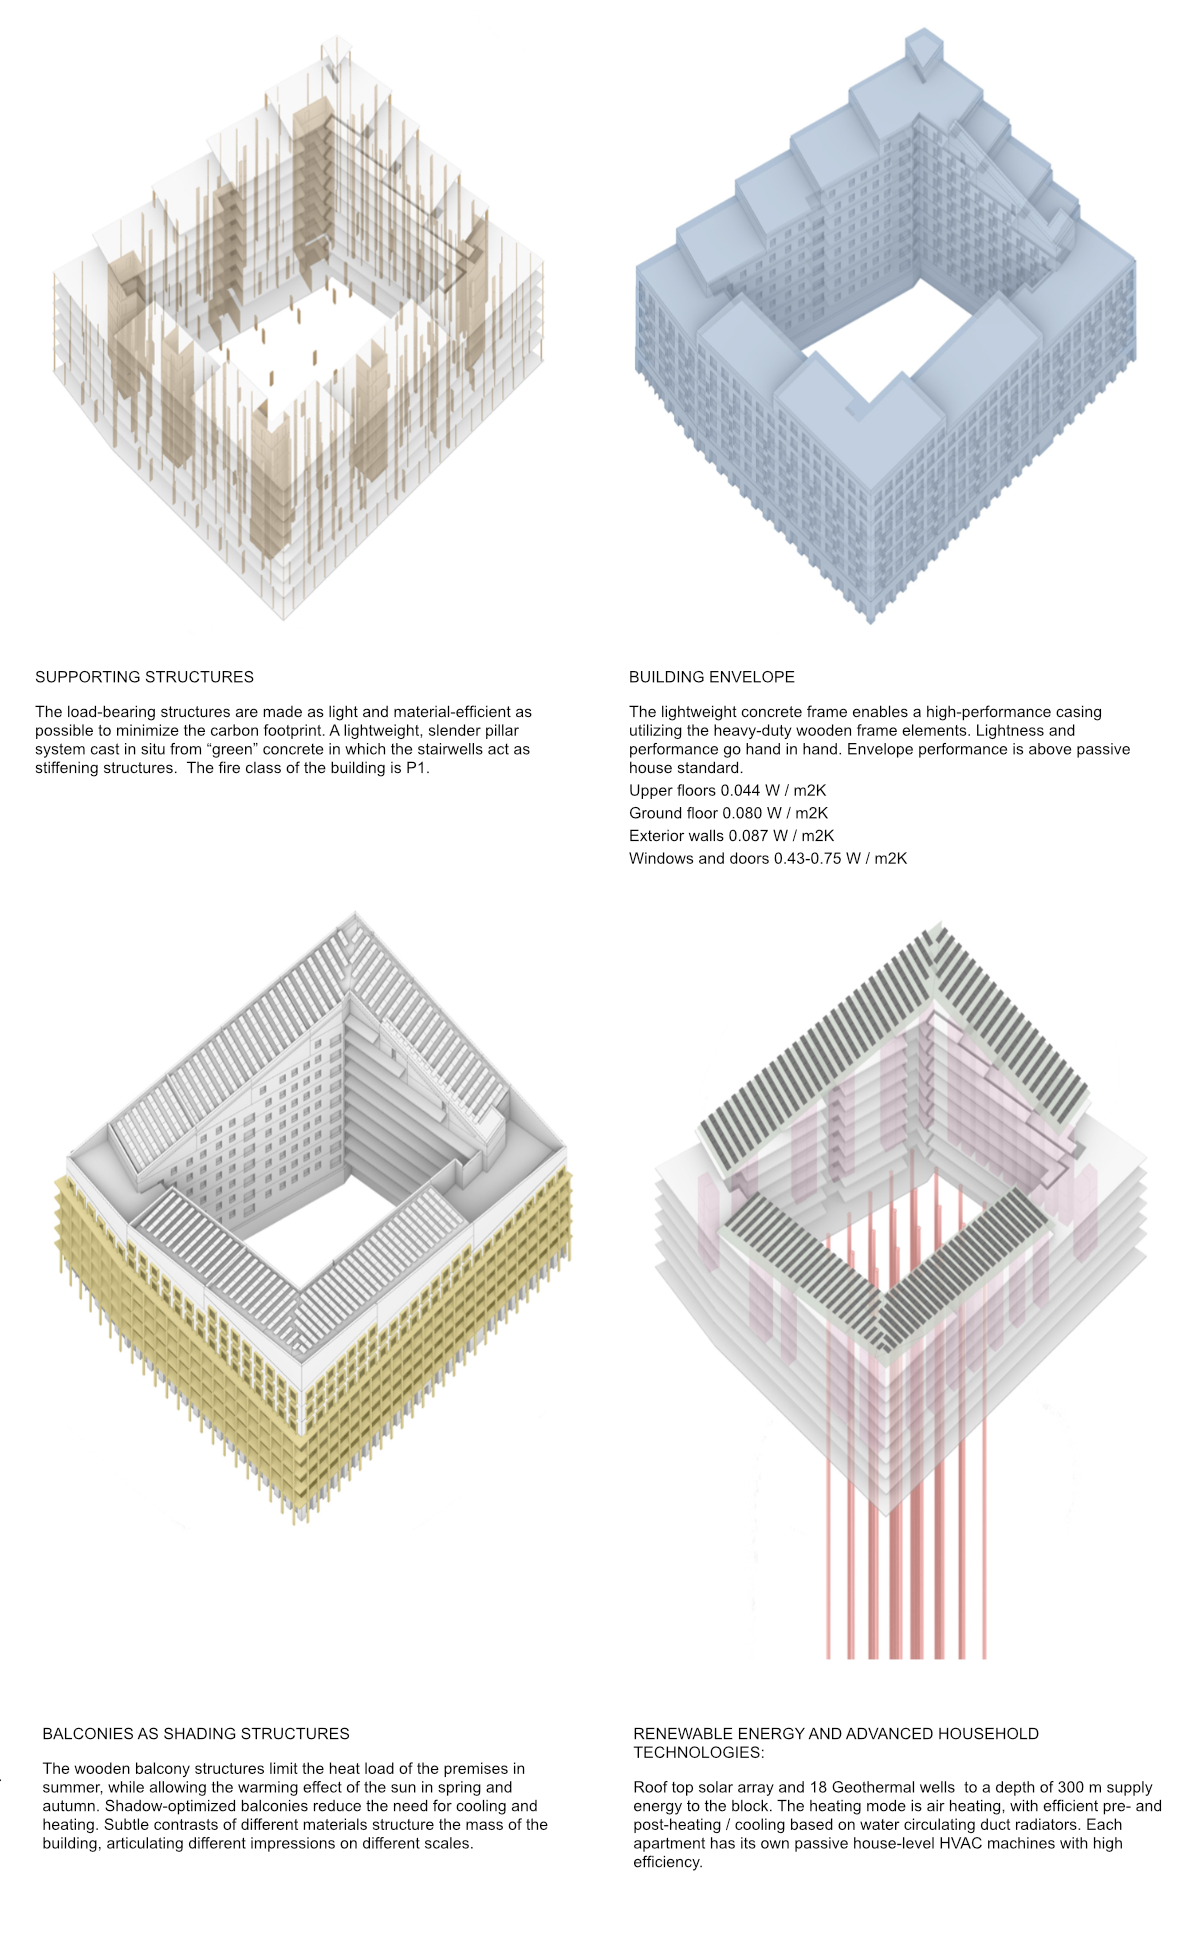 SUPPORTING STRUCTURES
The load-bearing structures are made as light and material-efficient as
possible to minimize the carbon footprint. A lightweight, slender pillar
system cast in situ from “green” concrete in which the stairwells act as
stiffening structures.  The fire class of the building is P1.
BUILDING ENVELOPE
The lightweight concrete frame enables a high-performance casing
utilizing the heavy-duty wooden frame elements. Lightness and
performance go hand in hand. Envelope performance is above passive
house standard.
Upper floors 0.044 W / m2K
Ground floor 0.080 W / m2K
Exterior walls 0.087 W / m2K
Windows and doors 0.43-0.75 W / m2K
BALCONIES AS SHADING STRUCTURES
The wooden balcony structures limit the heat load of the premises in
summer, while allowing the warming effect of the sun in spring and
autumn. Shadow-optimized balconies reduce the need for cooling and
heating. Subtle contrasts of different materials structure the mass of the
building, articulating different impressions on different scales.
RENEWABLE ENERGY AND ADVANCED HOUSEHOLD
TECHNOLOGIES:
Roof top solar array and 18 Geothermal wells  to a depth of 300 m supply
energy to the block. The heating mode is air heating, with efficient pre- and
post-heating / cooling based on water circulating duct radiators. Each
apartment has its own passive house-level HVAC machines with high
efficiency.